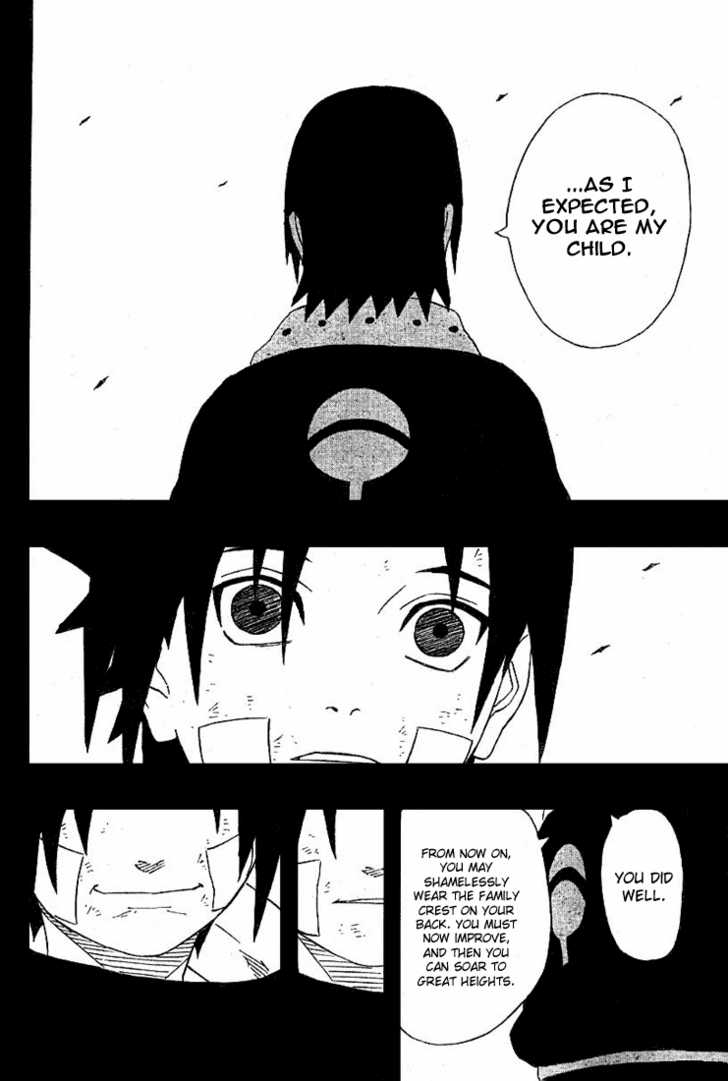 ...AS I
EXPECTED,
YOU ARE MY
CHILD.
YOU DID
WELL.
FROM NOW ON,
YOU MAY
SHAMELESSLY
WEAR THE FAMILY
CREST ON YOUR
BACK. YOU MUST
NOW IMPROVE,
AND THEN YOU
CAN SOAR TO
GREAT HEIGHTS.